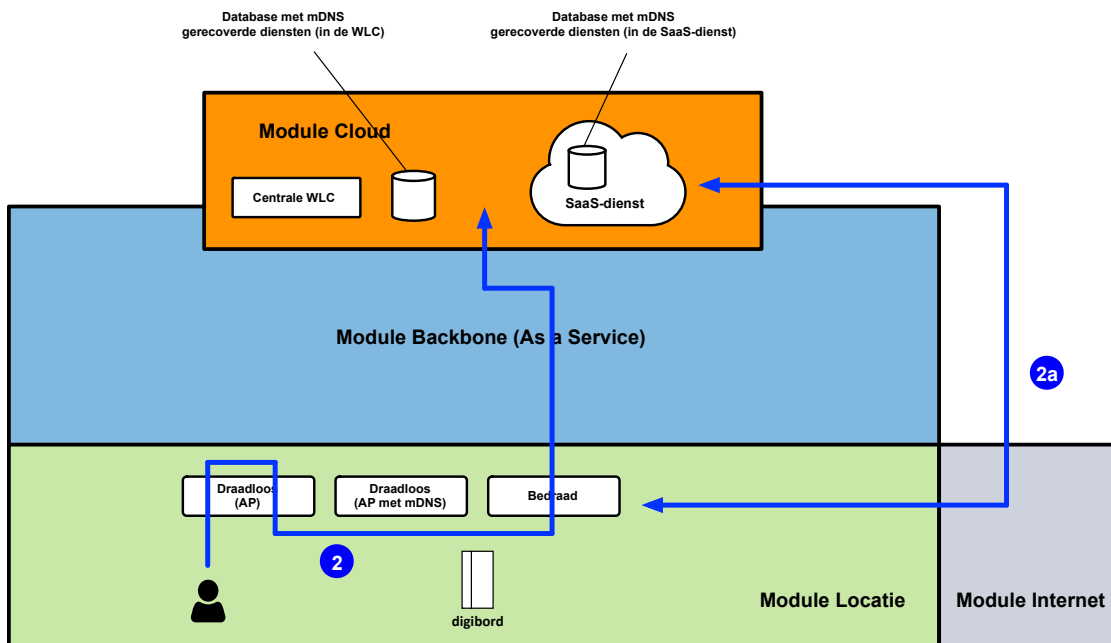 Database met mDNS
gerecoverde diensten (in de WLC)
Database met mDNS
gerecoverde diensten (in de SaaS-dienst)
Module Cloud
Centrale WLC
SaaS-dienst
Module Backbone (As a Service)
2a
Draadloos
(AP)
Draadloos
(AP met mDNS)
Bedraad
2
digibord
Module Locatie
Module Internet